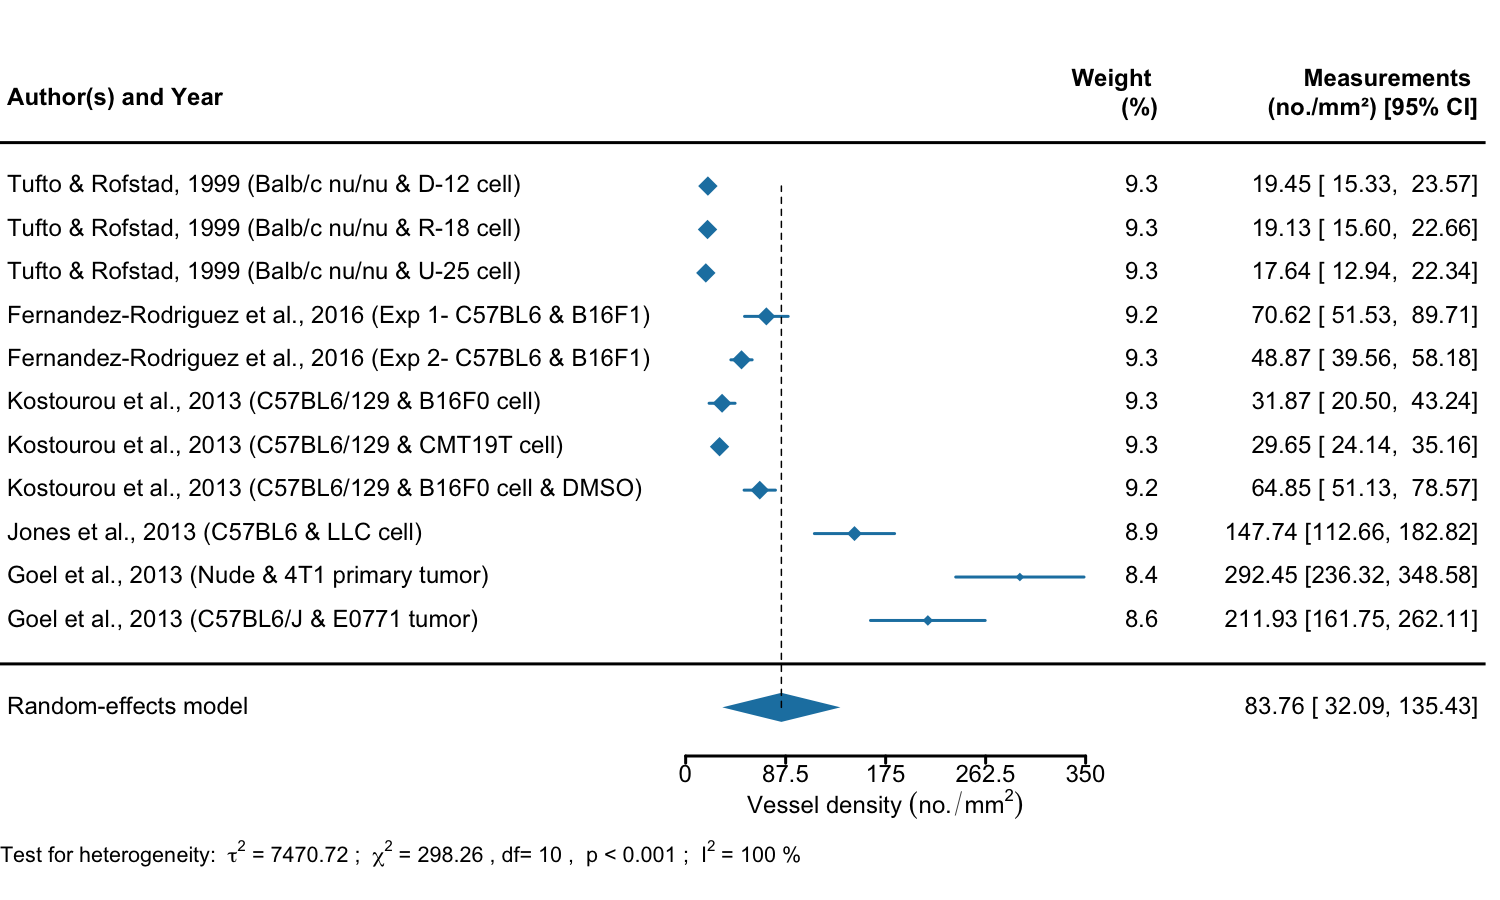 Author(s) and Year Weight (%) Measurements (no./mm²) [95% CI]
Tufto & Rofstad, 1999 (Balb/c nu/nu & D-12 cell) 9.3 19.45 [ 15.33, 23.57]
Tufto & Rofstad, 1999 (Balb/c nu/nu & R-18 cell) 9.3 19.13 [ 15.60, 22.66]
Tufto & Rofstad, 1999 (Balb/c nu/nu & U-25 cell) 9.3 17.64 [ 12.94, 22.34]
Fernandez-Rodriguez et al., 2016 (Exp 1- C57BL6 & B16F1) 9.2 70.62 [ 51.53, 89.71]
Fernandez-Rodriguez et al., 2016 (Exp 2- C57BL6 & B16F1) 9.3 48.87 [ 39.56, 58.18]
Kostourou et al., 2013 (C57BL6/129 & B16F0 cell) 9.3 31.87 [ 20.50, 43.24]
Kostourou et al., 2013 (C57BL6/129 & CMT19T cell) 9.3 29.65 [ 24.14, 35.16]
Kostourou et al., 2013 (C57BL6/129 & B16F0 cell & DMSO) 9.2 64.85 [ 51.13, 78.57]
Jones et al., 2013 (C57BL6 & LLC cell) 8.9 147.74 [112.66, 182.82]
Goel et al., 2013 (Nude & 4T1 primary tumor) 8.4 292.45 [236.32, 348.58]
Goel et al., 2013 (C57BL6/J & E0771 tumor) 8.6 211.93 [161.75, 262.11]
Random-effects model 83.76 [ 32.09, 135.43]
0 87.5 175 262.5 350
Vessel density (no./mm²)
Test for heterogeneity: τ² = 7470.72 ; χ² = 298.26 , df= 10 , p < 0.001 ; I² = 100 %